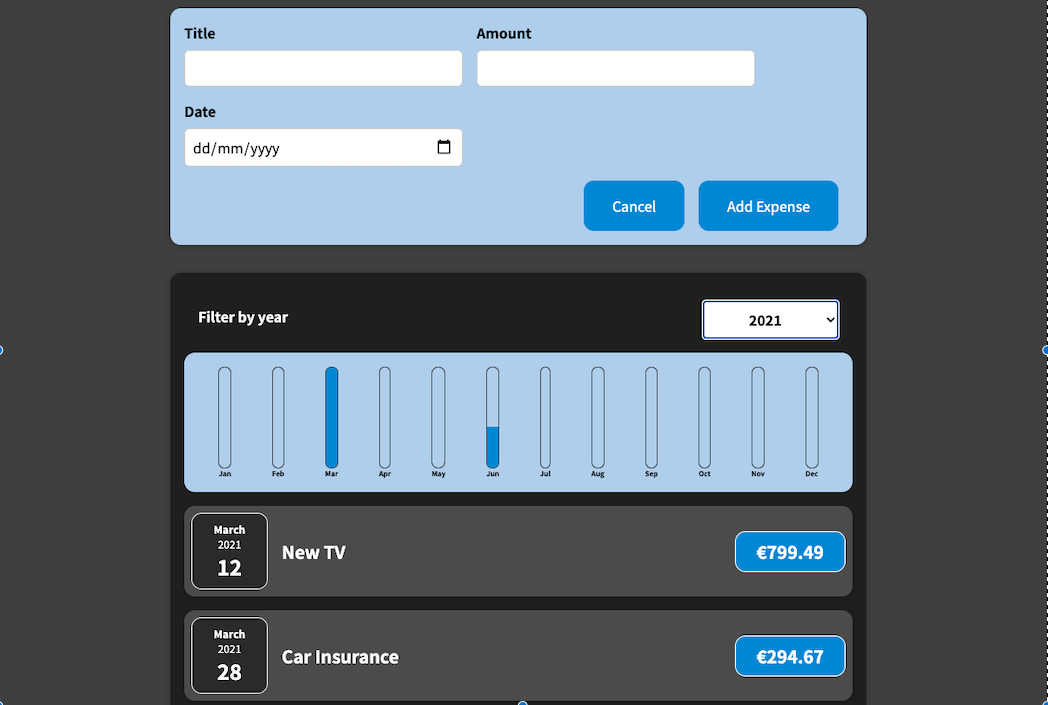 Title Amount
Date
dd/mm/yyyy
Cancel Add Expense
Filter by year 2021
Jan Feb Mar Apr May Jun Jul Aug Sep Oct Nov Dec
March
2021
12
New TV
€799.49
March
2021
28
Car Insurance
€294.67